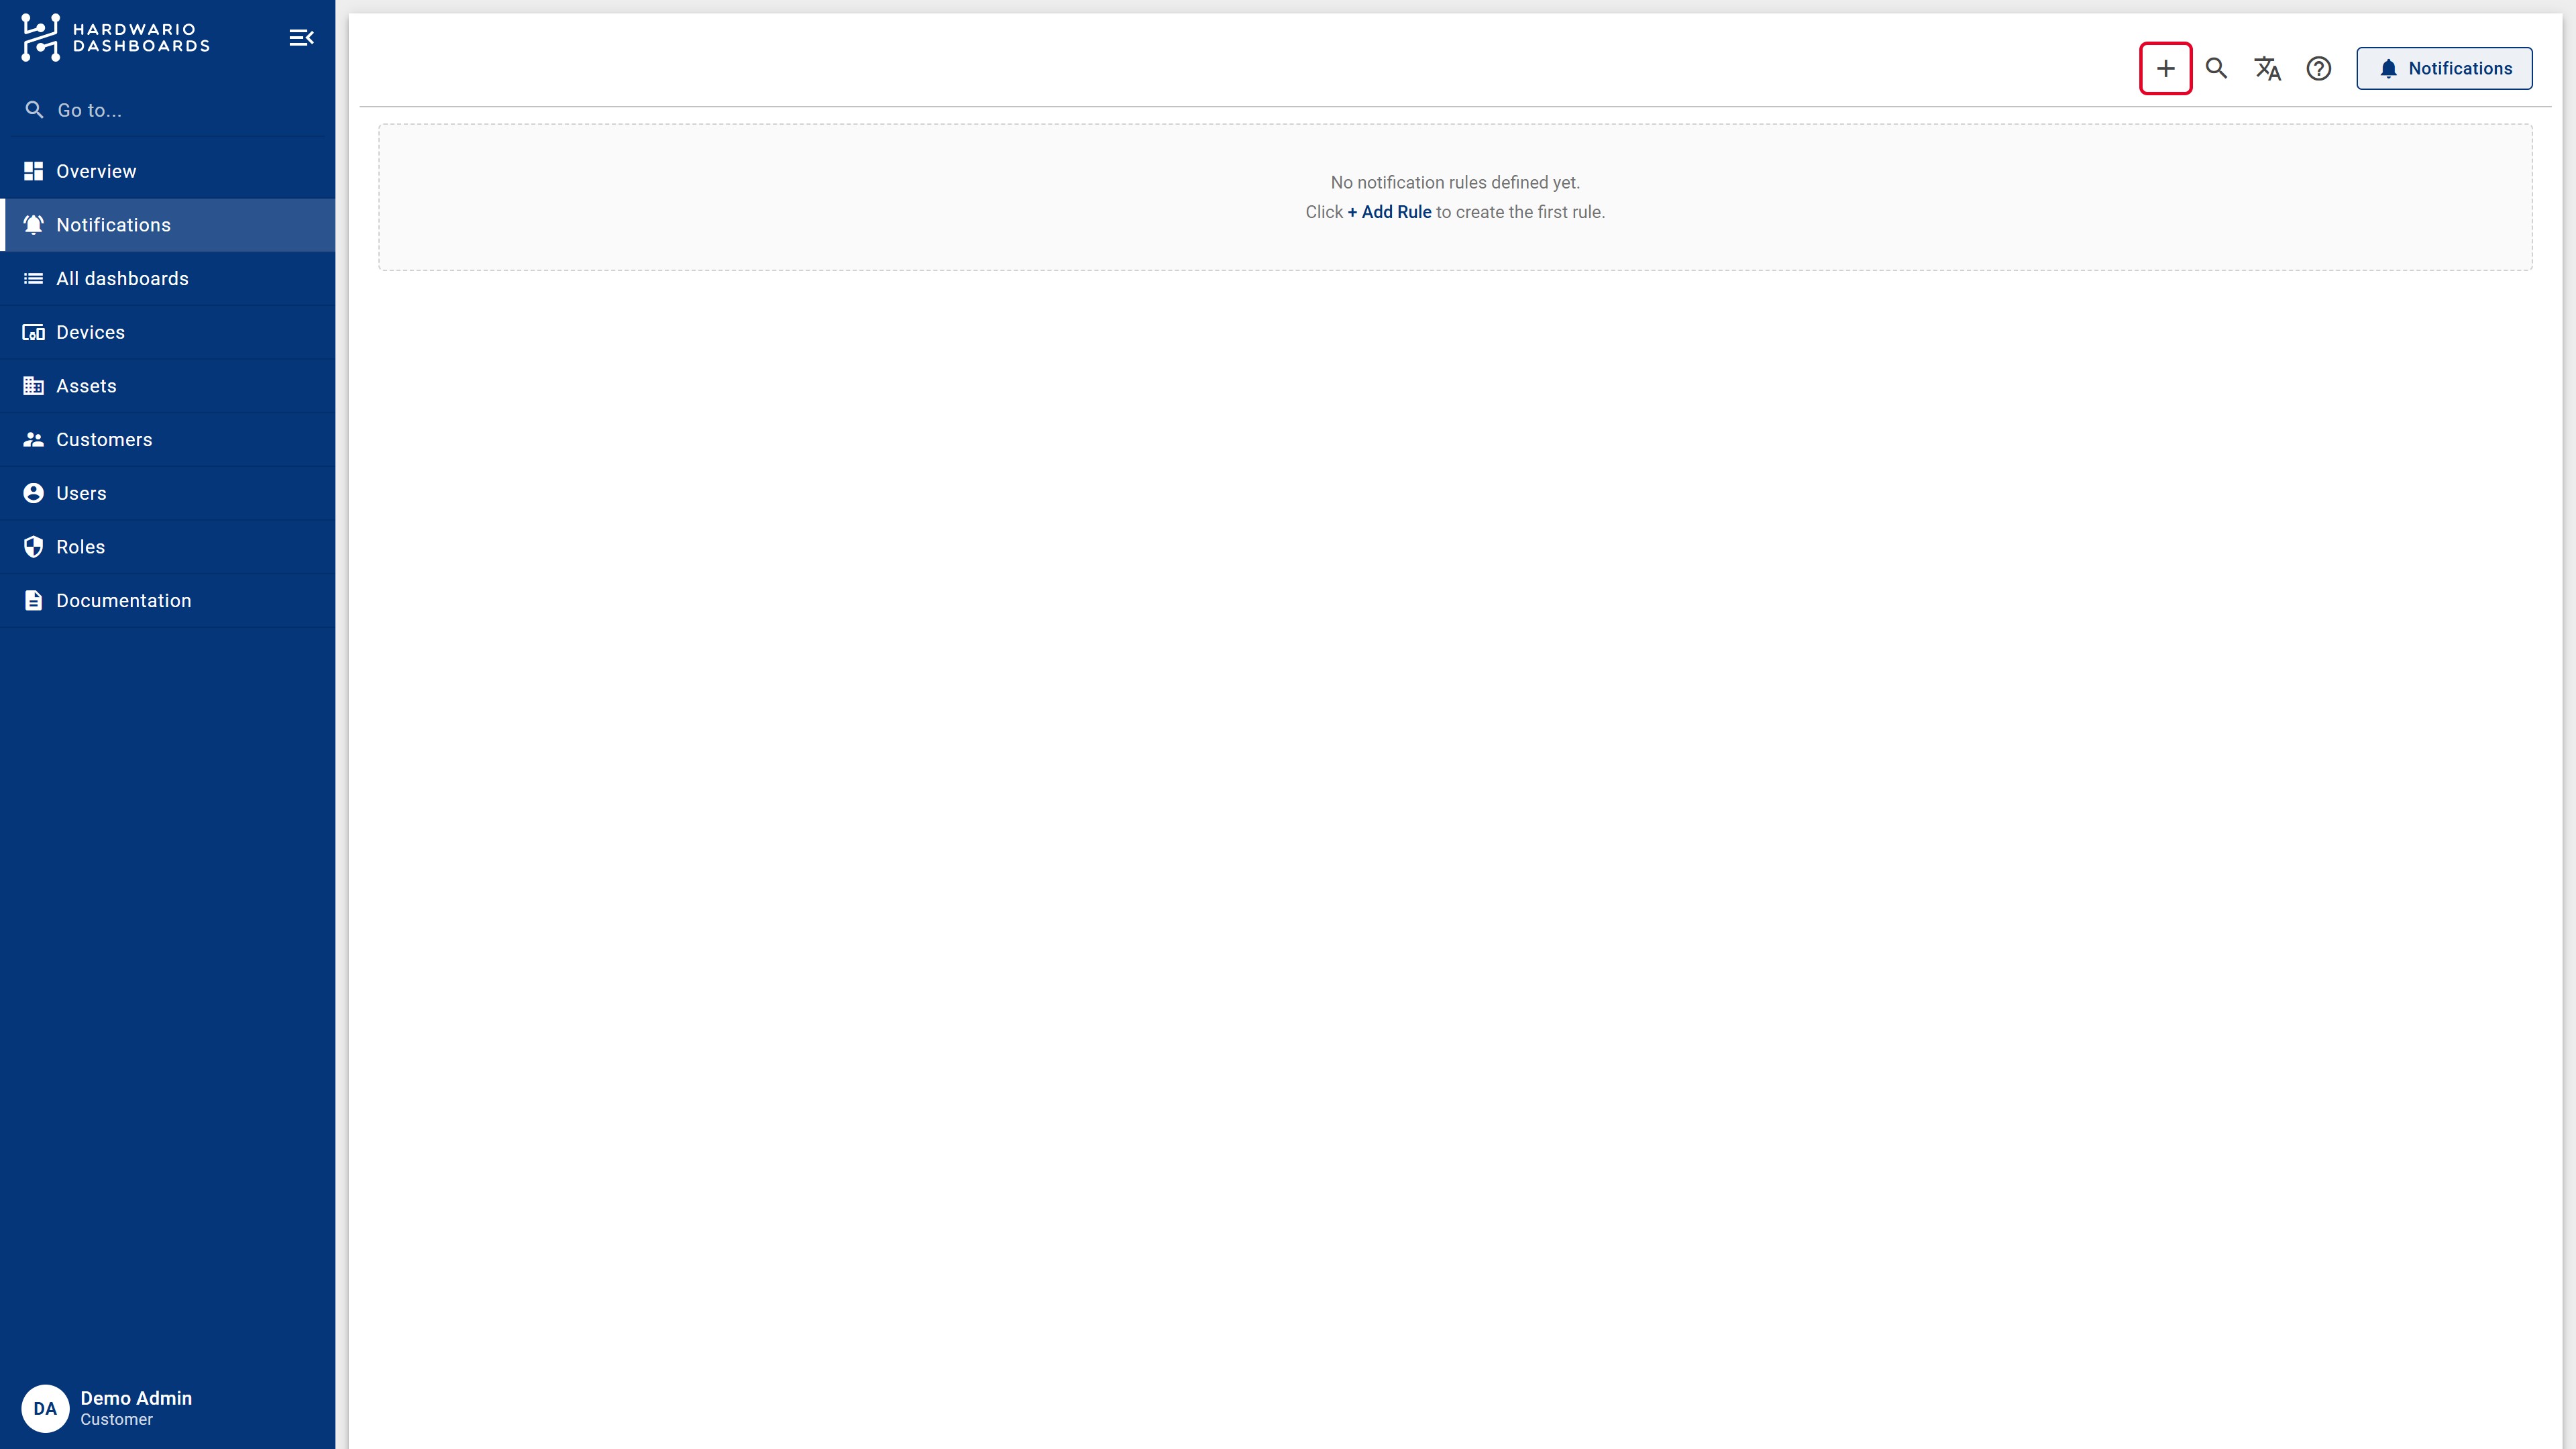 HARDWARIO
DASHBOARDS
Go to...
Overview
Notifications
All dashboards
Devices
Assets
Customers
Users
Roles
Documentation
DA
Demo Admin
Customer
Notifications
No notification rules defined yet.
Click + Add Rule to create the first rule.